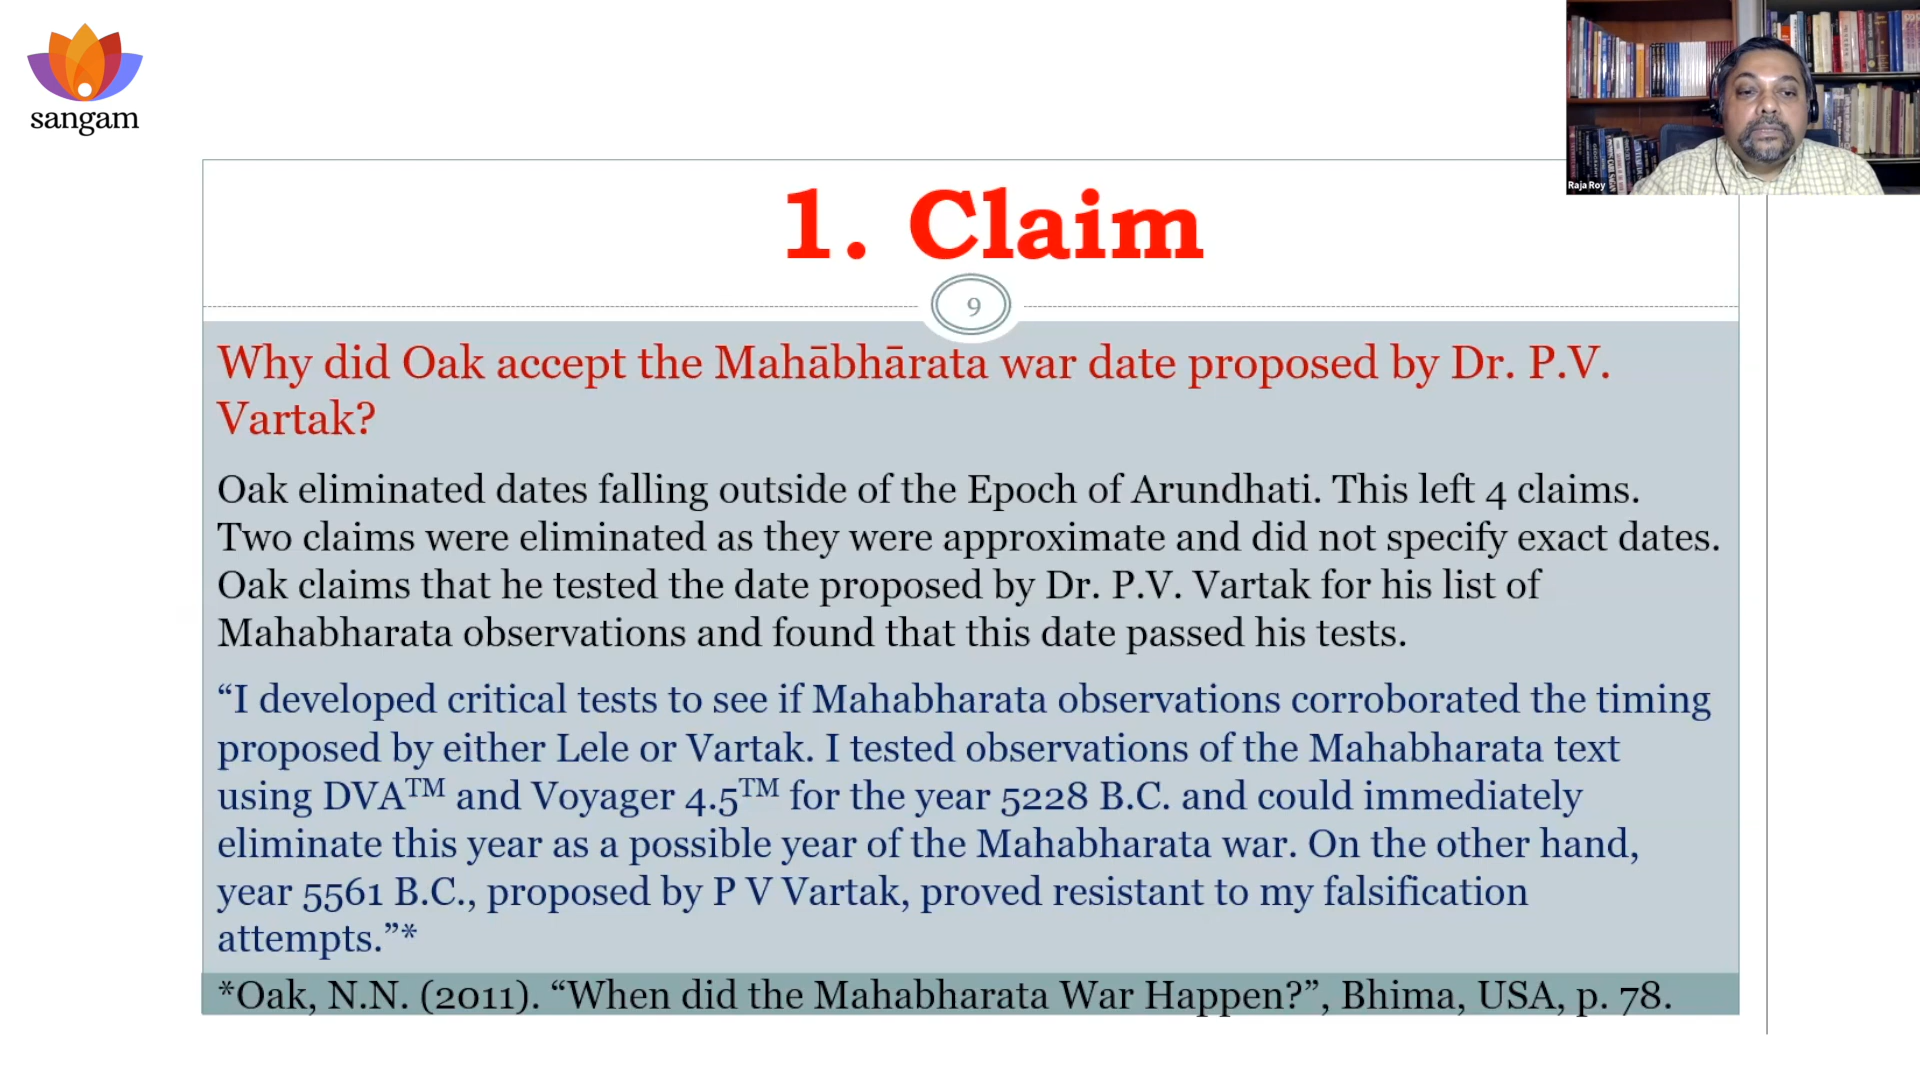 sangam
Raja Roy
1. Claim
9
Why did Oak accept the Mahābhārata war date proposed by Dr. P.V.
Vartak?
Oak eliminated dates falling outside of the Epoch of Arundhati. This left 4 claims.
Two claims were eliminated as they were approximate and did not specify exact dates.
Oak claims that he tested the date proposed by Dr. P.V. Vartak for his list of
Mahabharata observations and found that this date passed his tests.
“I developed critical tests to see if Mahabharata observations corroborated the timing
proposed by either Lele or Vartak. I tested observations of the Mahabharata text
using DVA™ and Voyager 4.5™ for the year 5228 B.C. and could immediately
eliminate this year as a possible year of the Mahabharata war. On the other hand,
year 5561 B.C., proposed by P V Vartak, proved resistant to my falsification
attempts.”*
*Oak, N.N. (2011). “When did the Mahabharata War Happen?”, Bhima, USA, p. 78.